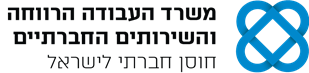 משרד העבודה הרווחה
והשירותים החברתיים
חוסן חברתי לישראל